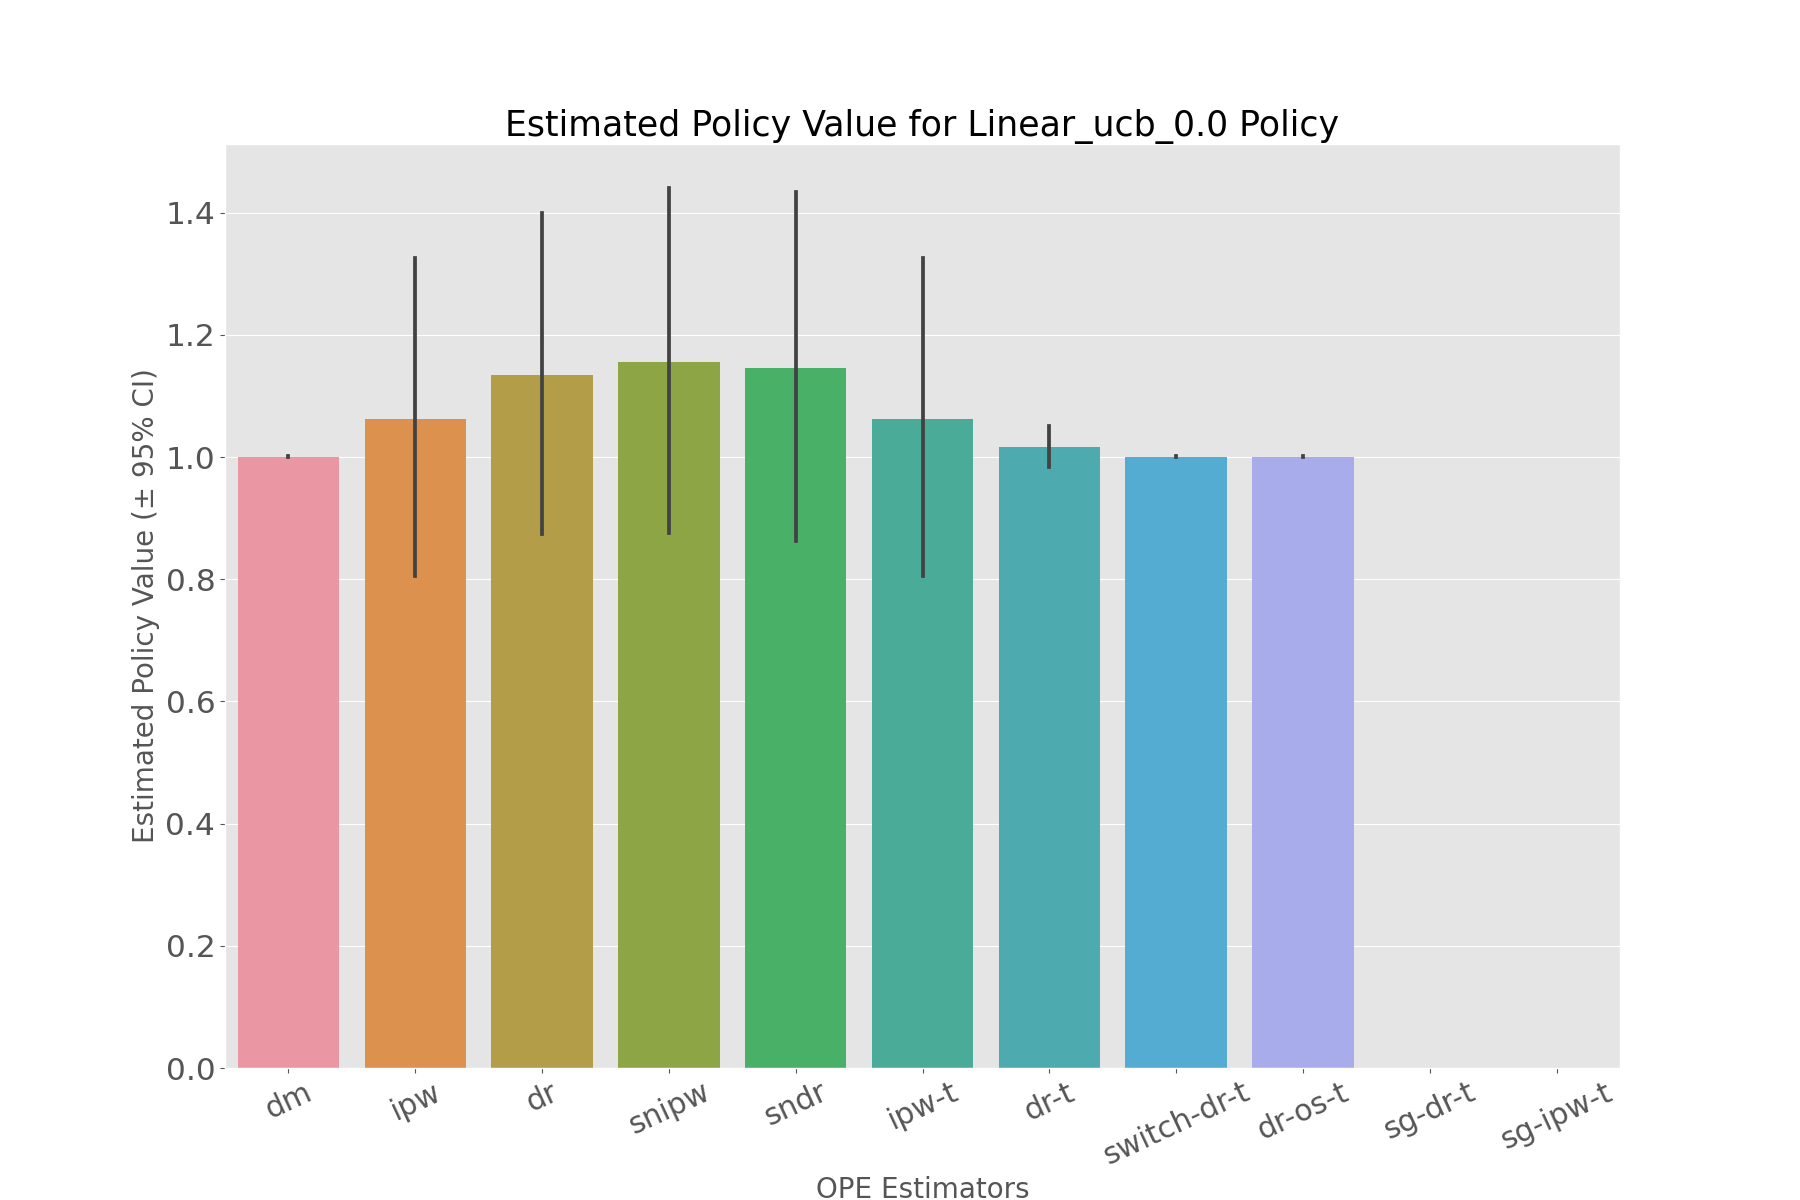 Estimated Policy Value for Linear_ucb_0.0 Policy
Estimated Policy Value (± 95% CI)
1.4
1.2
1.0
0.8
0.6
0.4
0.2
0.0
dm
ipw
dr
snipw
sndr
ipw-t
dr-t
switch-dr-t
dr-os-t
sg-dr-t
sg-ipw-t
OPE Estimators